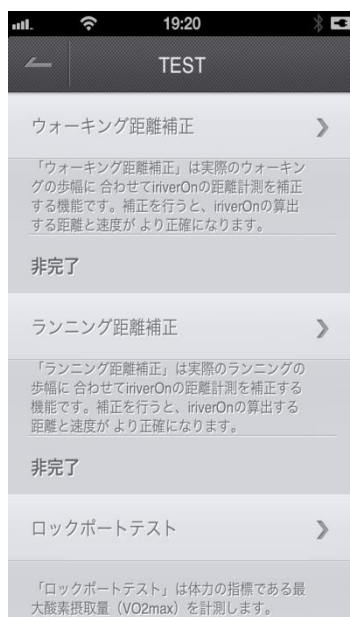 19:20
TEST
ウォーキング距離補正
「ウォーキング距離補正」は実際のウォーキン
グの歩幅に 合わせてiriverOnの距離計測を補正
する機能です。補正を行うと、iriverOnの算出
する距離と速度が より正確になります。
非完了
ランニング距離補正
「ランニング距離補正」は実際のランニングの
歩幅に 合わせてiriverOnの距離計測を補正する
機能です。補正を行うと、iriverOnの算出する
距離と速度が より正確になります。
非完了
ロックポートテスト
「ロックポートテスト」は体力の指標である最
大酸素摂取量（VO2max）を計測します。